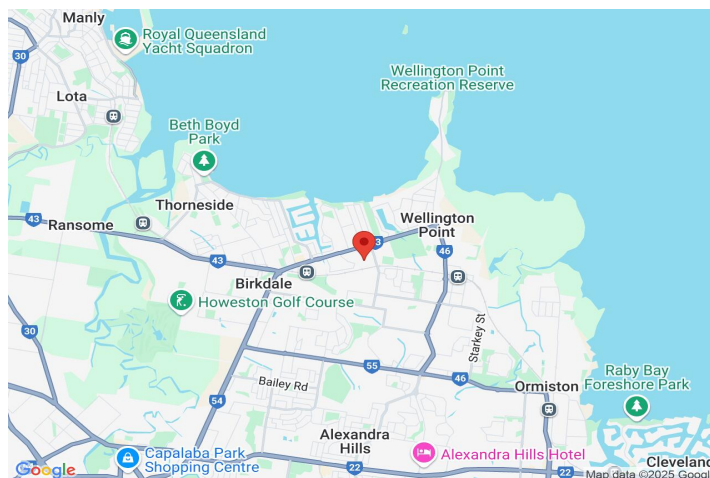 Manly
Royal Queensland
Yacht Squadron
30
Wellington Point
Recreation Reserve
Lota
Beth Boyd
Park
Thorneside
43
Ransome
Wellington
Point
3
46
43
Birkdale
Howeston Golf Course
30
Starkey St
55
Bailey Rd
46
Raby Bay
Foreshore Park
54
Ormiston
Alexandra
Hills
Capalaba Park
Shopping Centre
Alexandra Hills Hotel
Cleveland
22
22
Google
Map data ©2025 Google